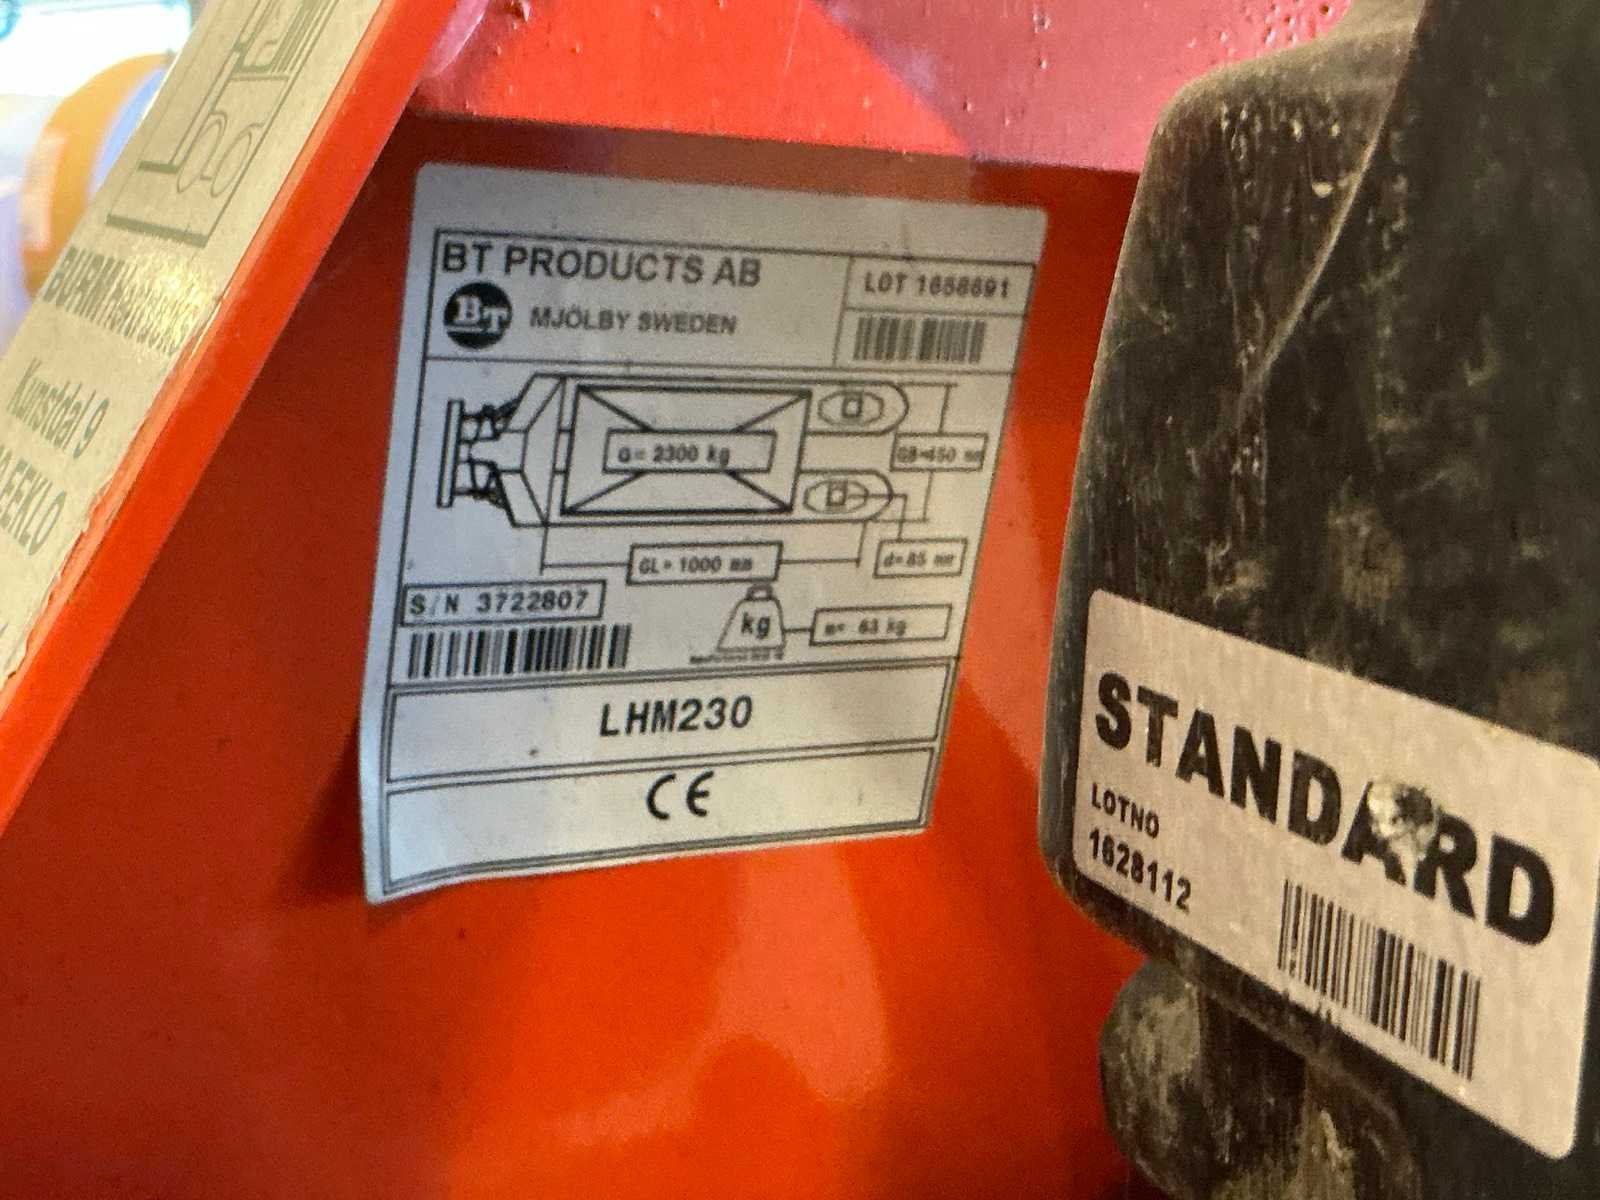 Kunstdal 9
EEKLO
BT PRODUCTS AB
LOT 1658691
BT
MJÖLBY SWEDEN
Q= 2300 kg
GB=450 mm
GL= 1000 mm
d=85 mm
S/N 3722807
kg
m= 63 kg
LHM230
CE
STANDARD
LOTNO
1628112